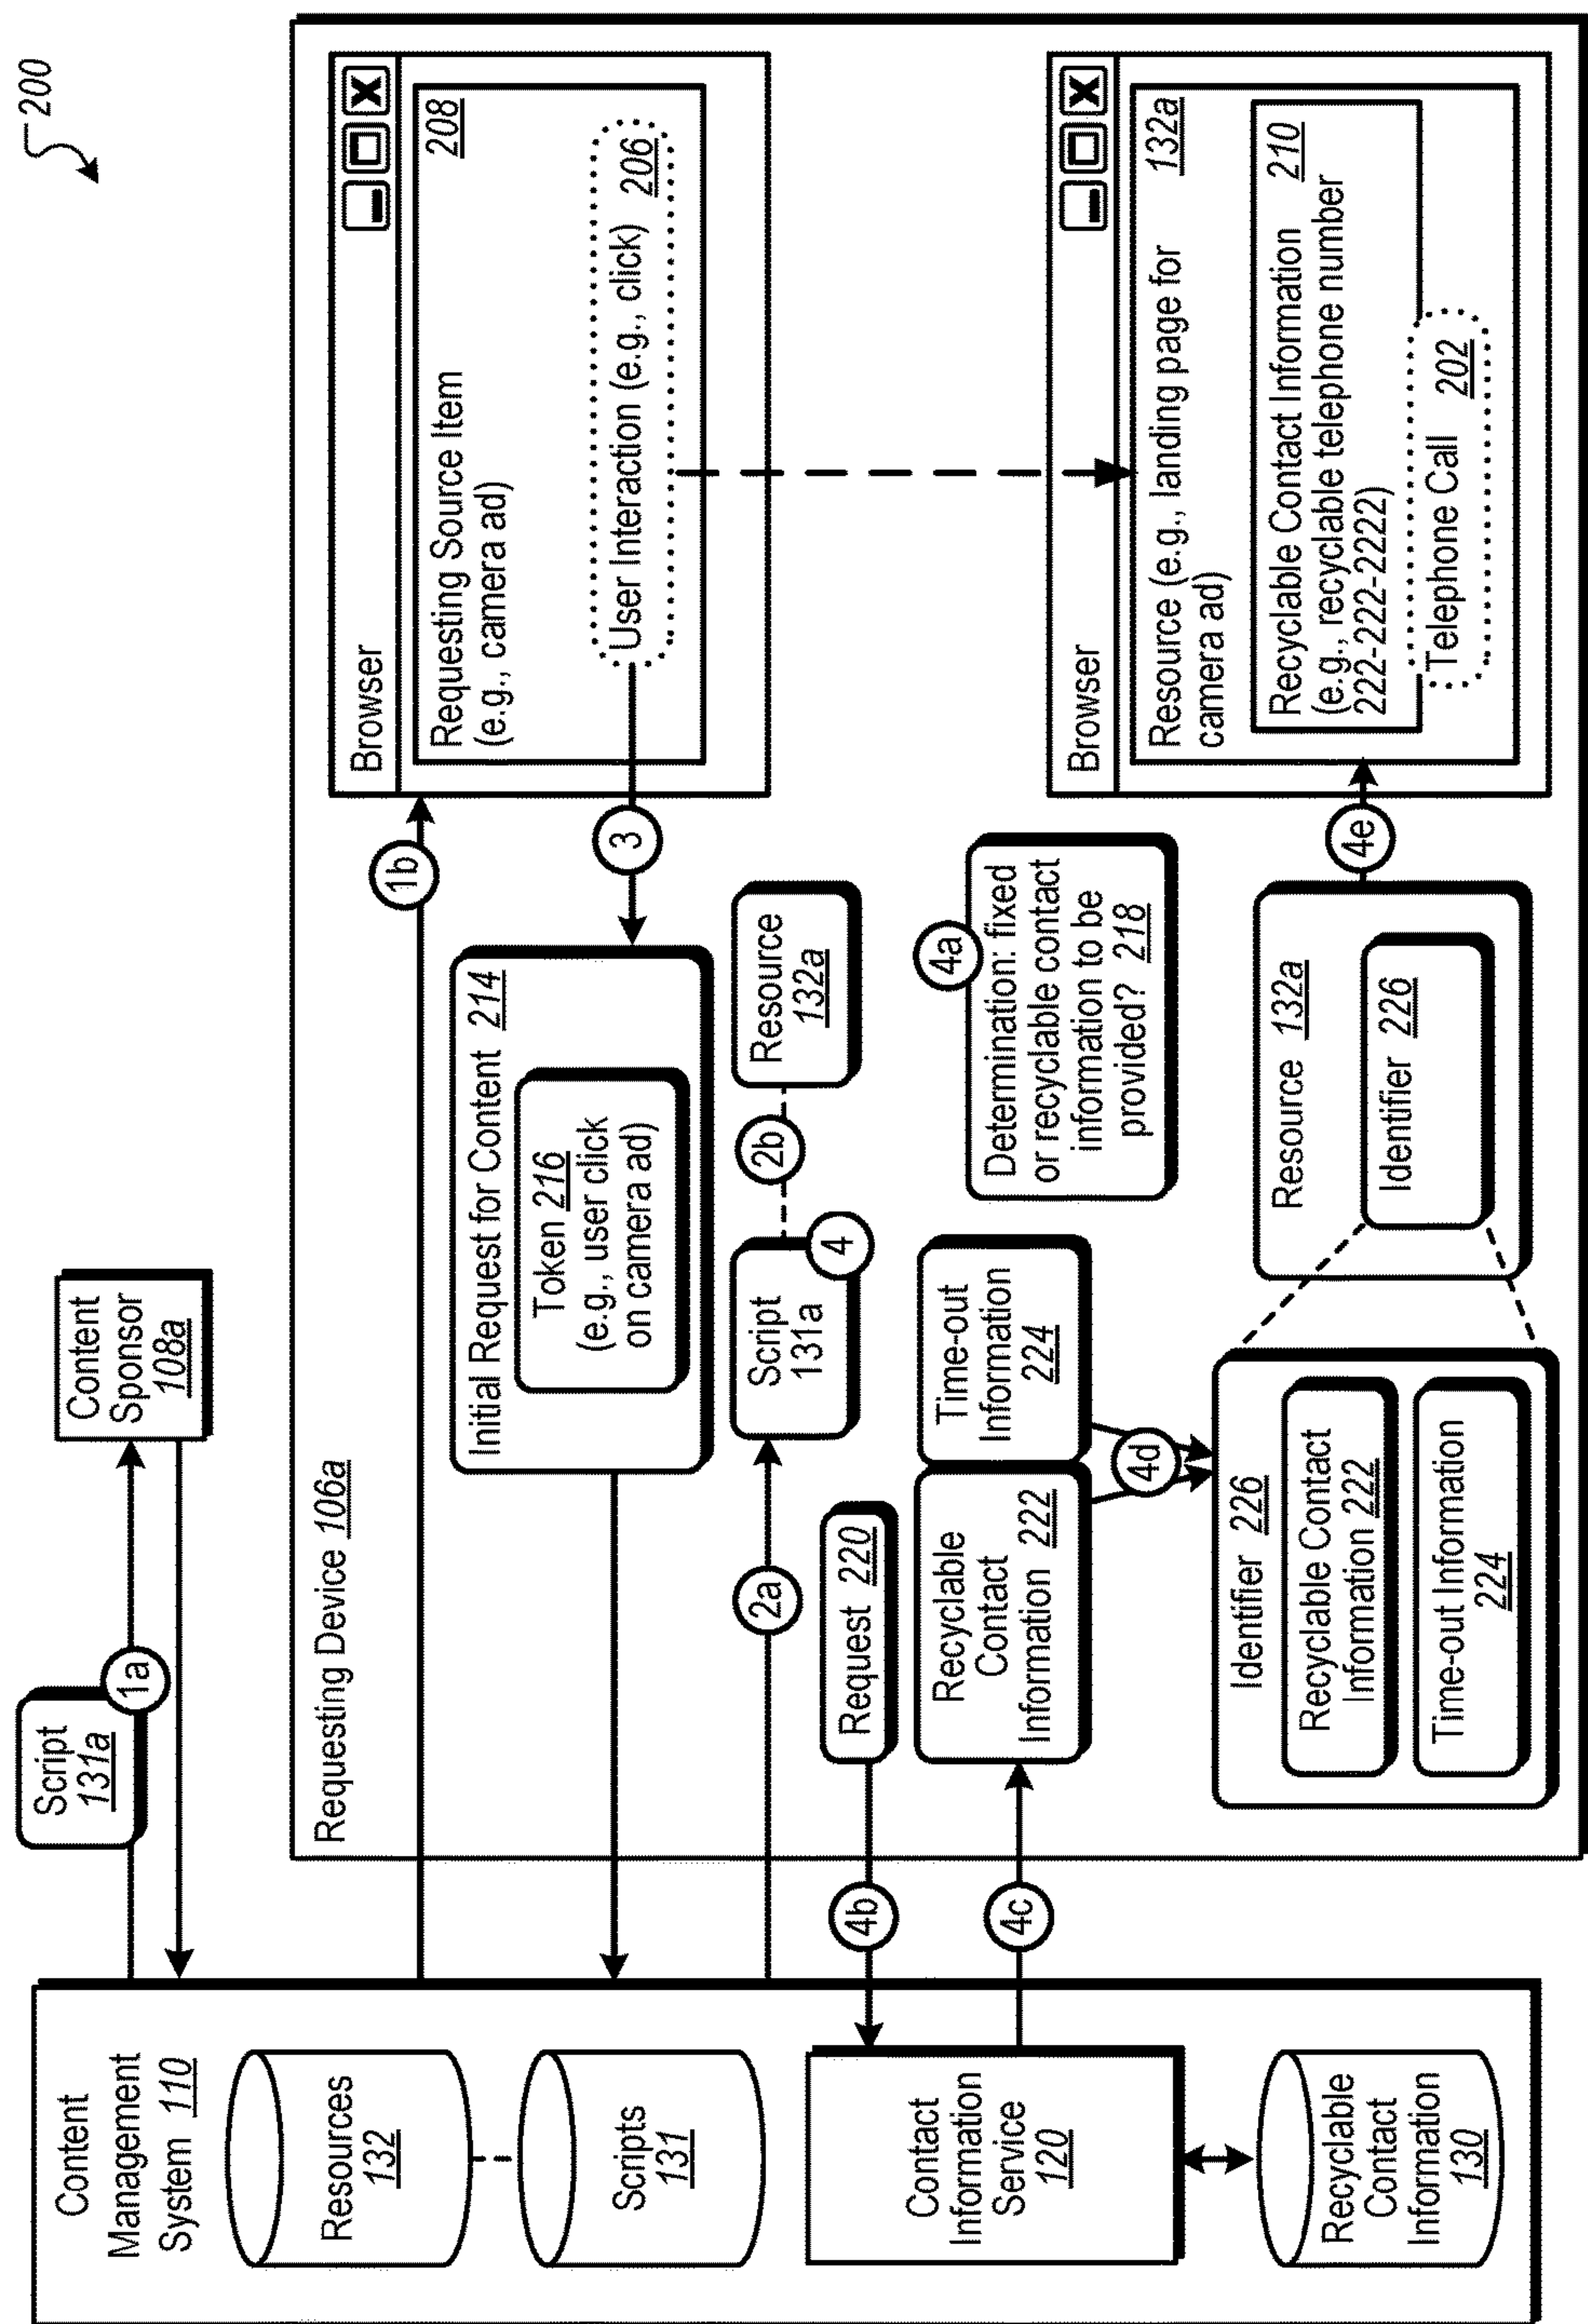 200
Content
Management
System 110
Resources
132
Scripts
131
Contact
Information
Service
120
Recyclable
Contact
Information
130
Script
131a
1a
Content
Sponsor
108a
Requesting Device 106a
1b
Browser
Requesting Source Item 208
(e.g., camera ad)
User Interaction (e.g., click) 206
3
Initial Request for Content 214
Token 216
(e.g., user click
on camera ad)
2a
Script
131a
4
2b
Resource
132a
Request 220
4b
4a
Determination: fixed
or recyclable contact
information to be
provided? 218
4c
Recyclable
Contact
Information 222
Time-out
Information
224
4d
Identifier 226
Recyclable Contact
Information 222
Time-out Information
224
Resource 132a
Identifier 226
4e
Browser
Resource (e.g., landing page for 132a
camera ad)
Recyclable Contact Information 210
(e.g., recyclable telephone number
222-222-2222)
Telephone Call 202